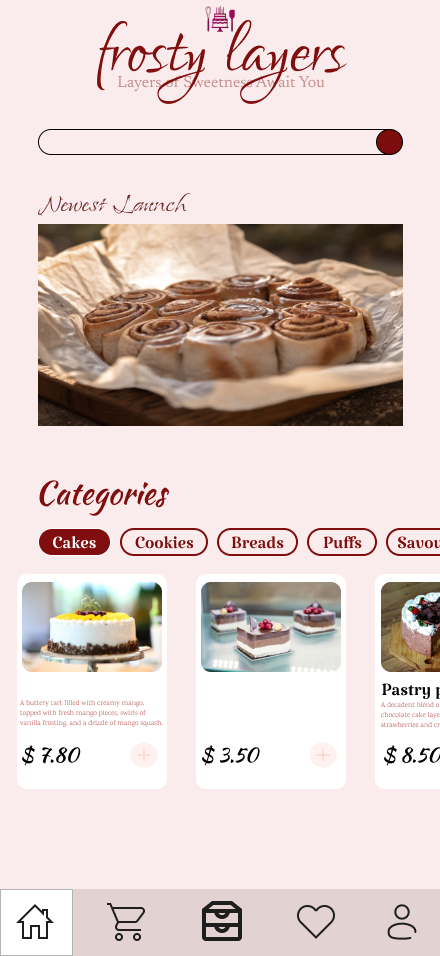 frosty layers
Layers of Sweetness Await You
Newest Launch
Categories
Cakes Cookies Breads Puffs Savou
A buttery tart filled with creamy mango,
topped with fresh mango pieces, swirls of
vanilla frosting, and a drizzle of mango squash.
$ 7.80
$ 3.50
Pastry p
A decadent blend o
chocolate cake laye
strawberries and cr
$ 8.50